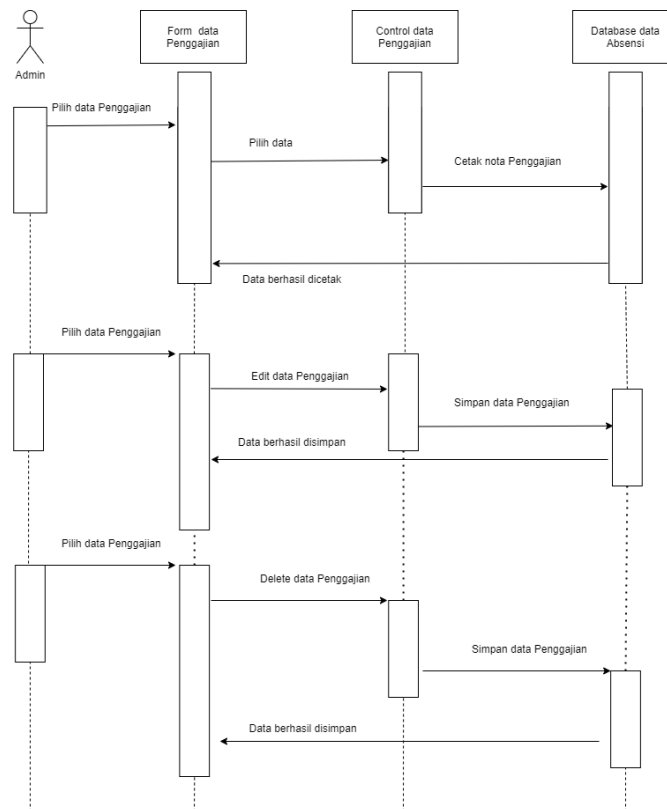 Form data
Penggajian
Control data
Penggajian
Database data
Absensi
Admin
Pilih data Penggajian
Pilih data
Cetak nota Penggajian
Data berhasil dicetak
Pilih data Penggajian
Edit data Penggajian
Simpan data Penggajian
Data berhasil disimpan
Pilih data Penggajian
Delete data Penggajian
Simpan data Penggajian
Data berhasil disimpan